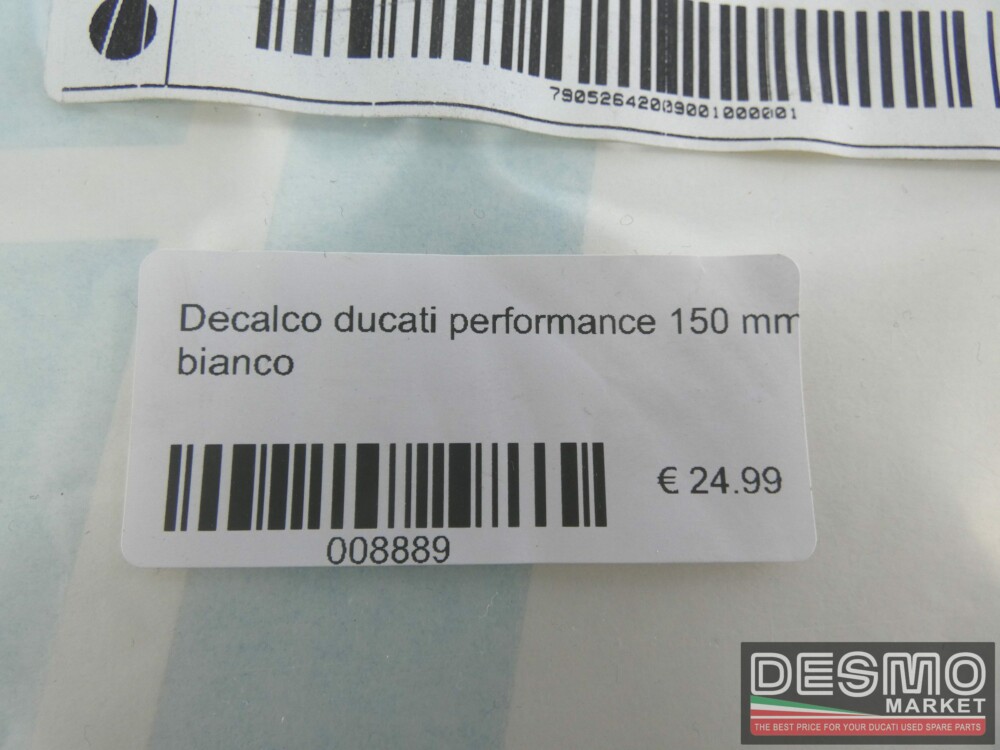 79052642009001000001
Decalco ducati performance 150 mm
bianco
€ 24.99
008889
DESMO
MARKET
THE BEST PRICE FOR YOUR DUCATI USED SPARE PARTS